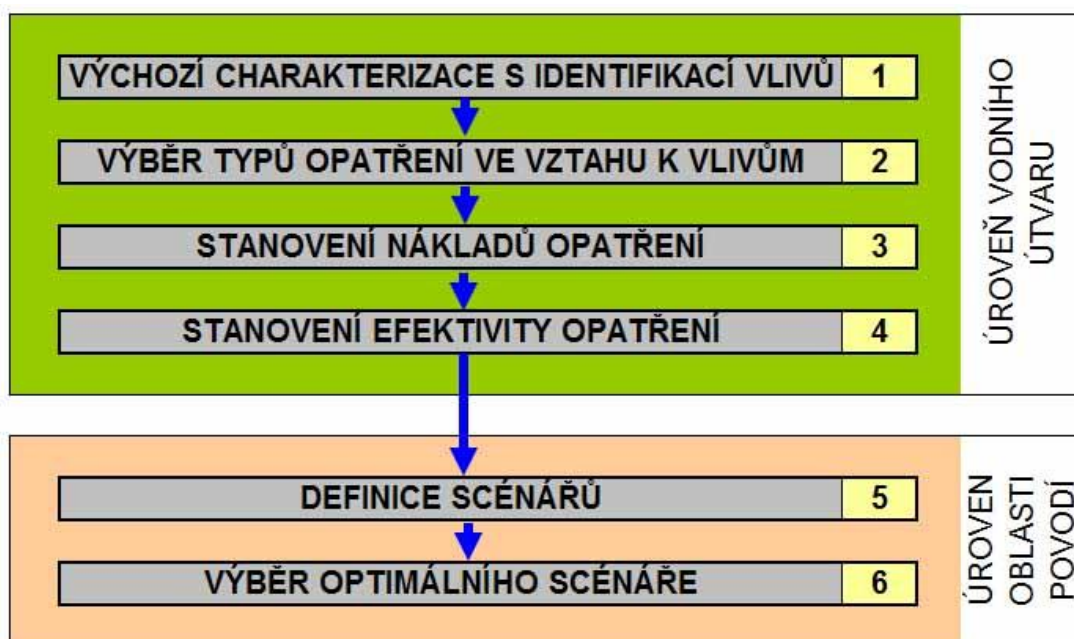 VÝCHOZÍ CHARAKTERIZACE S IDENTIFIKACÍ VLIVŮ 1
VÝBĚR TYPŮ OPATŘENÍ VE VZTAHU K VLIVŮM 2
STANOVENÍ NÁKLADŮ OPATŘENÍ 3
STANOVENÍ EFEKTIVITY OPATŘENÍ 4
ÚROVEŇ VODNÍHO
ÚTVARU
DEFINICE SCÉNÁŘŮ 5
VÝBĚR OPTIMÁLNÍHO SCÉNÁŘE 6
ÚROVEN
OBLASTI
POVODÍ